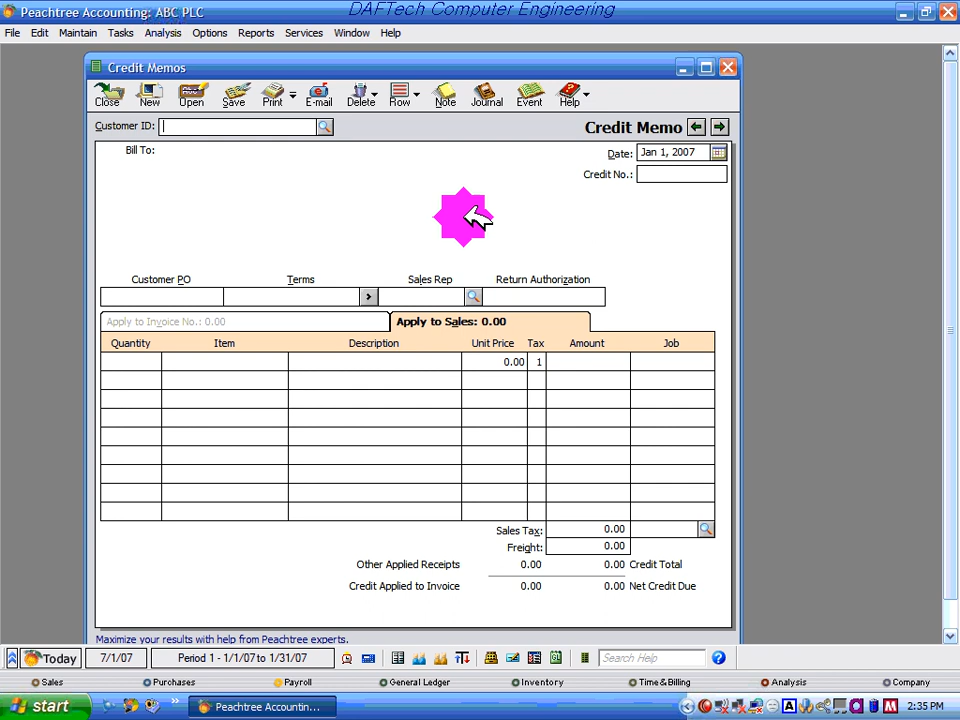 Peachtree Accounting: ABC PLC
DAFTech Computer Engineering
File Edit Maintain Tasks Analysis Options Reports Services Window Help
Credit Memos
Close New Open Save Print E-mail Delete Row Note Journal Event Help
Customer ID:
Credit Memo
Bill To:
Date: Jan 1, 2007
Credit No.:
Customer PO Terms Sales Rep Return Authorization
Apply to Invoice No.: 0.00 Apply to Sales: 0.00
Quantity Item Description Unit Price Tax Amount Job
0.00 1
Sales Tax: 0.00
Freight: 0.00
Other Applied Receipts 0.00 0.00 Credit Total
Credit Applied to Invoice 0.00 0.00 Net Credit Due
Maximize your results with help from Peachtree experts.
Today 7/1/07 Period 1 - 1/1/07 to 1/31/07 Search Help
Sales Purchases Payroll General Ledger Inventory Time & Billing Analysis Company
start Peachtree Accountin... A 2:35 PM